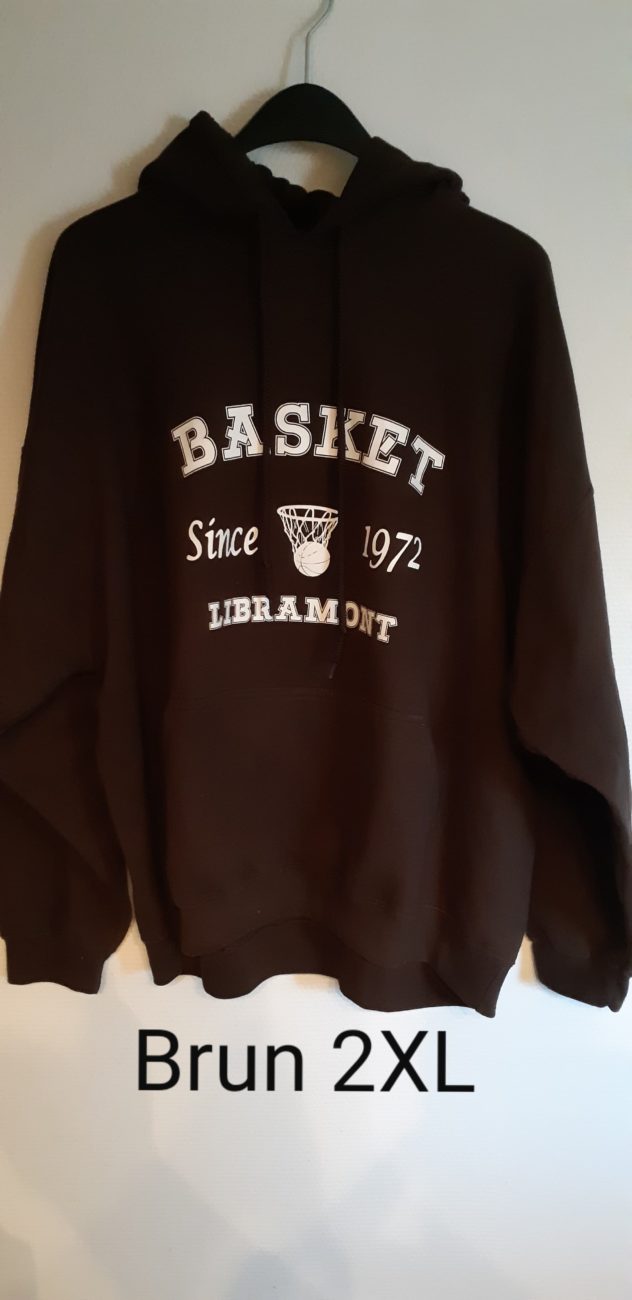 BASKET
Since 1972
LIBRAMONT
Brun 2XL